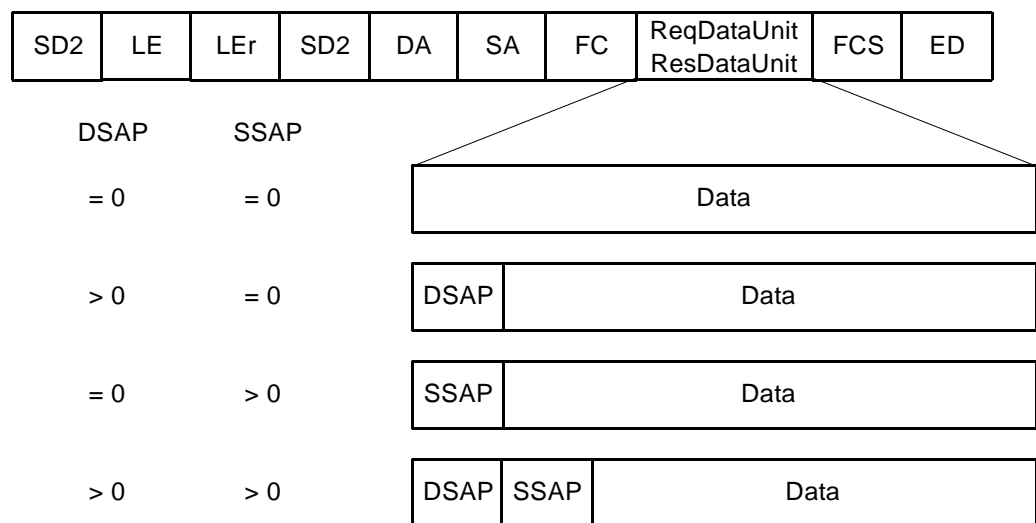 SD2 LE LEr SD2 DA SA FC ReqDataUnit ResDataUnit FCS ED
DSAP SSAP
= 0 = 0 Data
> 0 = 0 DSAP Data
= 0 > 0 SSAP Data
> 0 > 0 DSAP SSAP Data